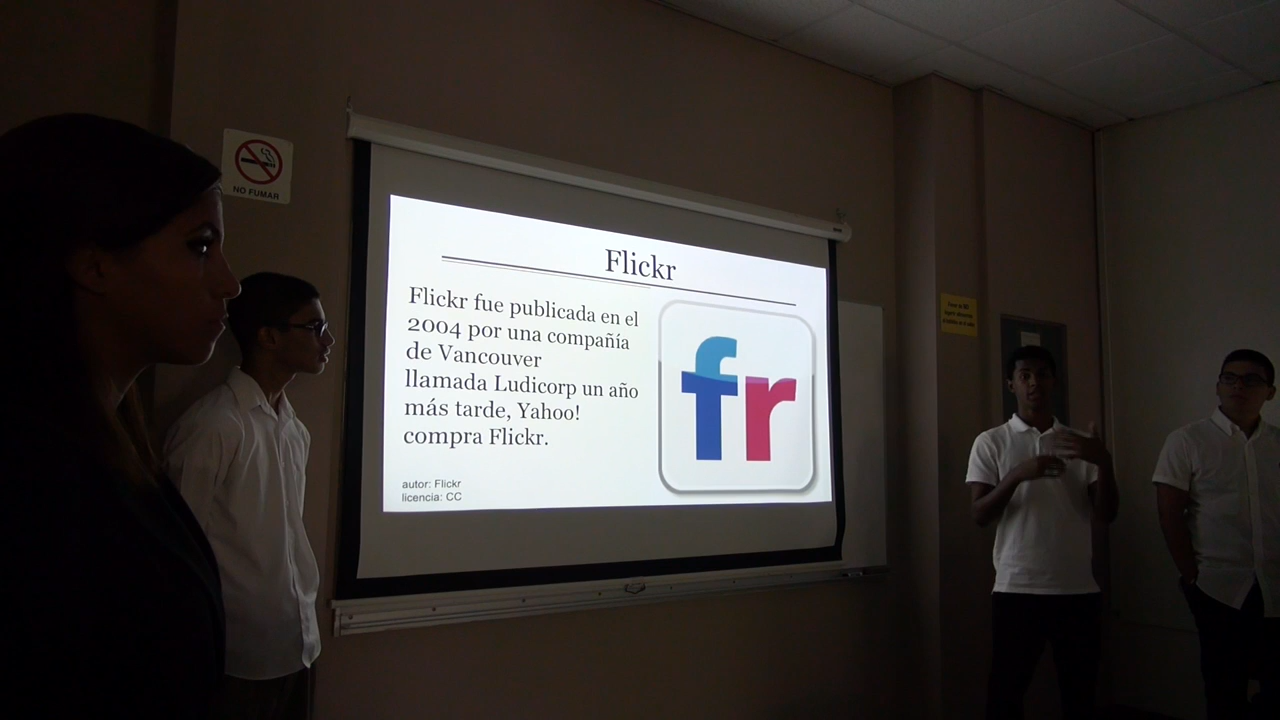 NO FUMAR
Flickr
Flickr fue publicada en el
2004 por una compañía
de Vancouver
llamada Ludicorp un año
más tarde, Yahoo!
compra Flickr.
fr
autor: Flickr
licencia: CC